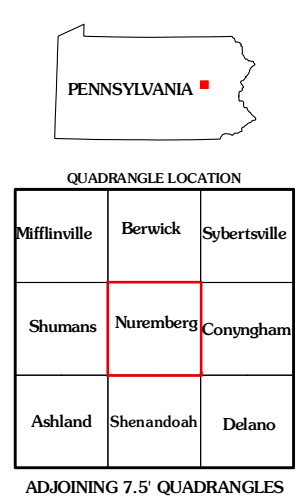 PENNSYLVANIA
QUADRANGLE LOCATION
Mifflinville Berwick Sybertsville
Shumans Nuremberg Conyngham
Ashland Shenandoah Delano
ADJOINING 7.5' QUADRANGLES